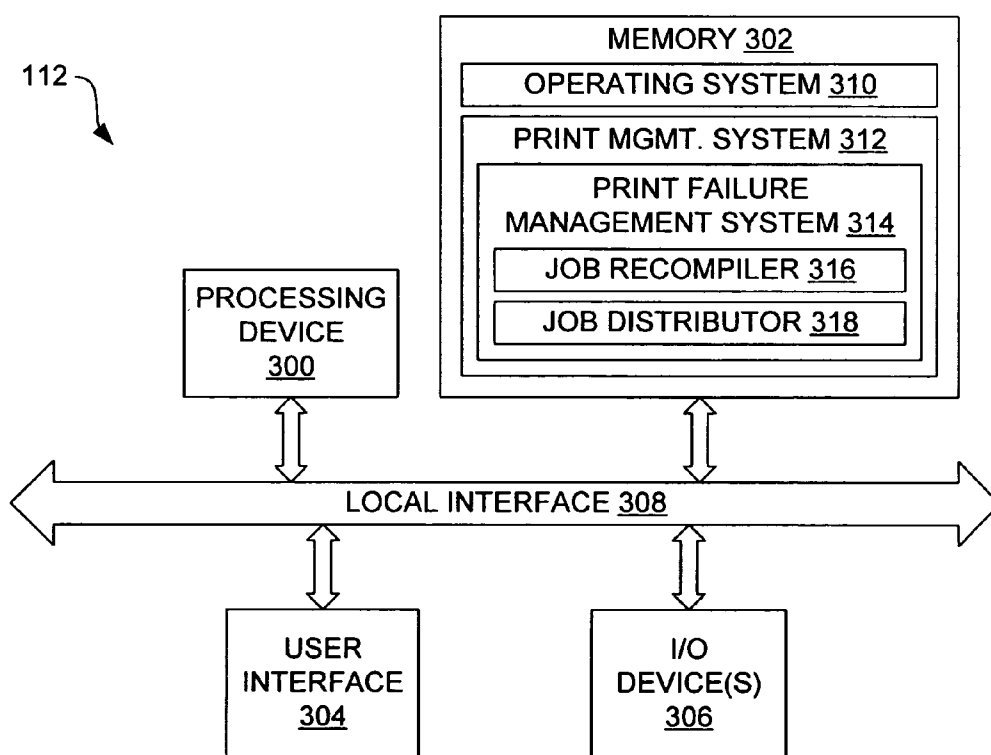 112
MEMORY 302
OPERATING SYSTEM 310
PRINT MGMT. SYSTEM 312
PRINT FAILURE
MANAGEMENT SYSTEM 314
JOB RECOMPILER 316
JOB DISTRIBUTOR 318
PROCESSING
DEVICE
300
LOCAL INTERFACE 308
USER
INTERFACE
304
I/O
DEVICE(S)
306